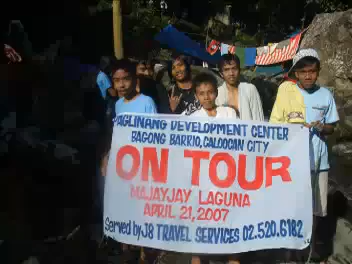 PAGLINANG DEVELOPMENT CENTER
BAGONG BARRIO, CALOOCAN CITY
ON TOUR
MAJAYJAY LAGUNA
APRIL 21, 2007
Served by J8 TRAVEL SERVICES 02.520.6182